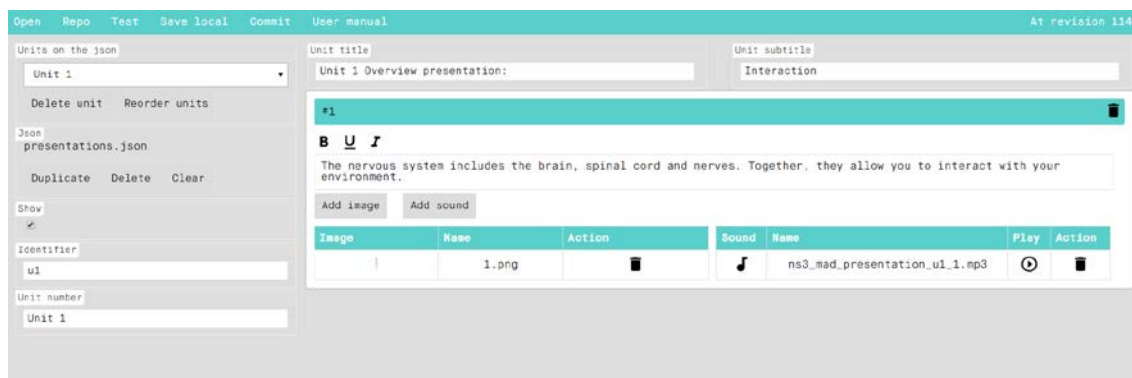 Open Repo Test Save local Commit User manual At revision 114
Units on the json
Unit 1
Delete unit Reorder units
Json
presentations.json
Duplicate Delete Clear
Show
Identifier
u1
Unit number
Unit 1
Unit title
Unit 1 Overview presentation:
Unit subtitle
Interaction
#1
B U I
The nervous system includes the brain, spinal cord and nerves. Together, they allow you to interact with your
environment.
Add image Add sound
Image Name Action
1.png
Sound Name Play Action
ns3_mad_presentation_u1_1.mp3